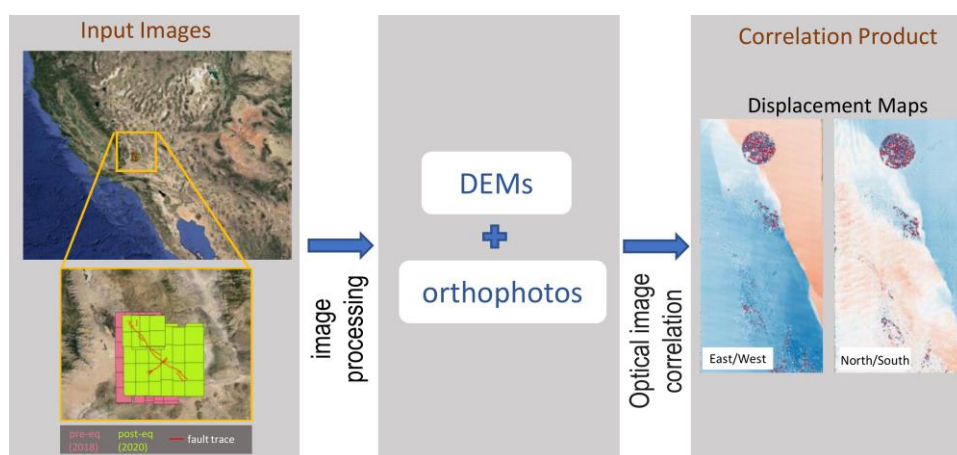 Input Images
pre-eq
(2018)
post-eq
(2020)
fault trace
image
processing
DEMs
orthophotos
Optical image
correlation
Correlation Product
Displacement Maps
East/West
North/South